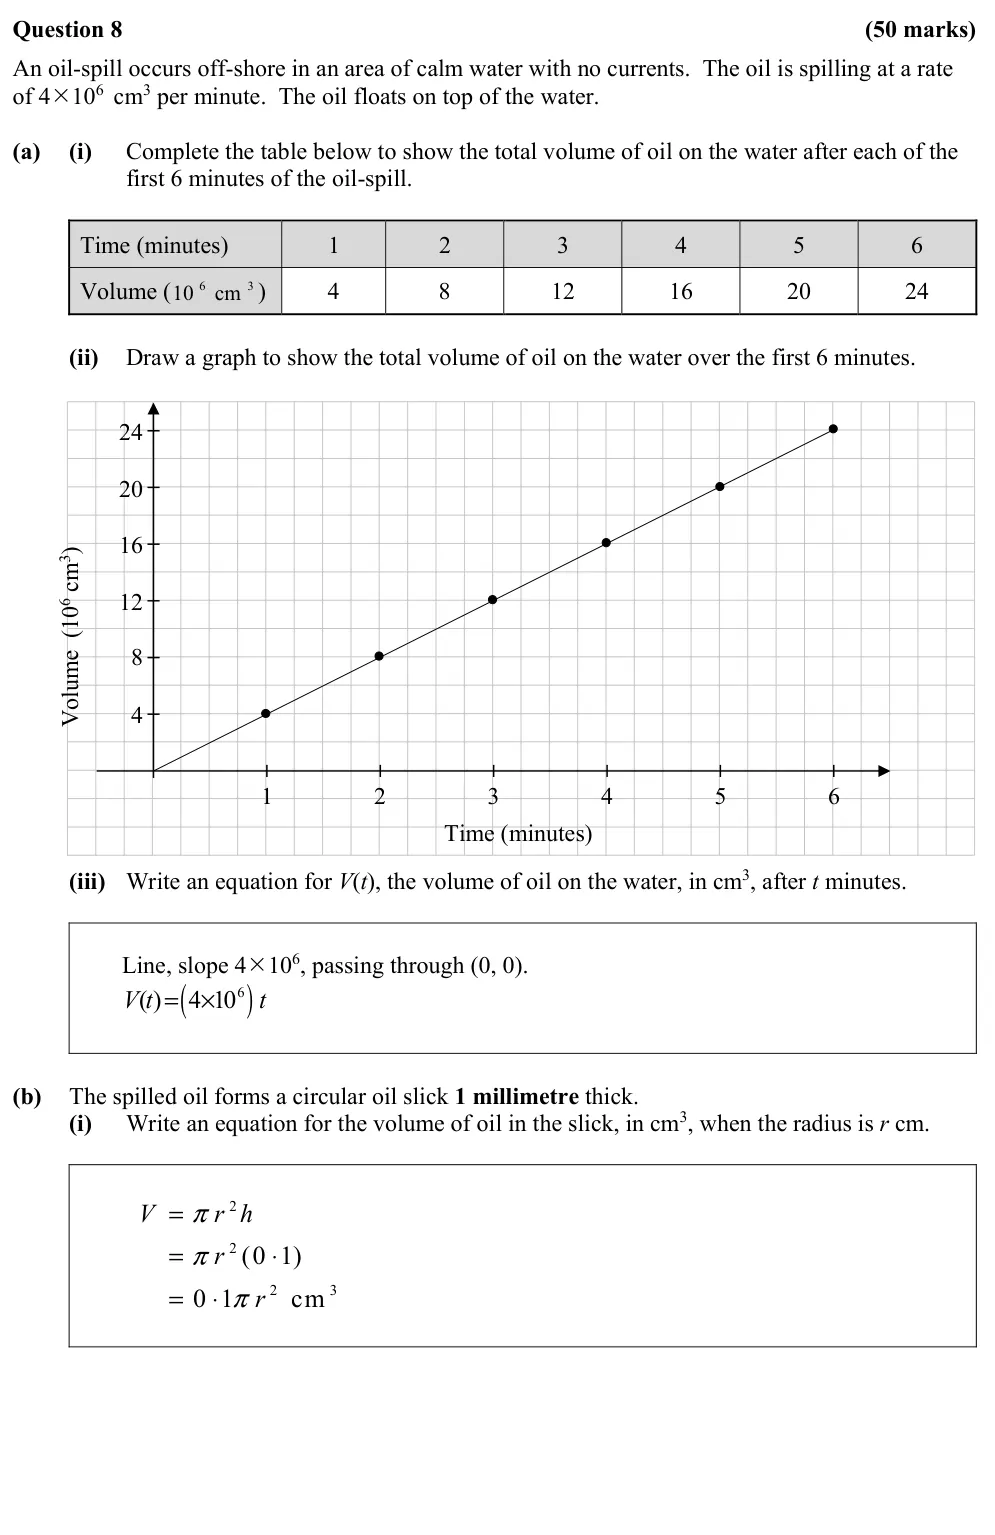 Question 8 (50 marks)
An oil-spill occurs off-shore in an area of calm water with no currents. The oil is spilling at a rate
of 4×10⁶ cm³ per minute. The oil floats on top of the water.
(a) (i) Complete the table below to show the total volume of oil on the water after each of the
first 6 minutes of the oil-spill.
Time (minutes) 1 2 3 4 5 6
Volume (10⁶ cm³) 4 8 12 16 20 24
(ii) Draw a graph to show the total volume of oil on the water over the first 6 minutes.
24
20
16
12
8
4
Volume (10⁶ cm³)
1 2 3 4 5 6
Time (minutes)
(iii) Write an equation for V(t), the volume of oil on the water, in cm³, after t minutes.
Line, slope 4×10⁶, passing through (0, 0).
V(t)=(4×10⁶) t
(b) The spilled oil forms a circular oil slick 1 millimetre thick.
(i) Write an equation for the volume of oil in the slick, in cm³, when the radius is r cm.
V = π r² h
= π r² (0·1)
= 0·1π r² cm³